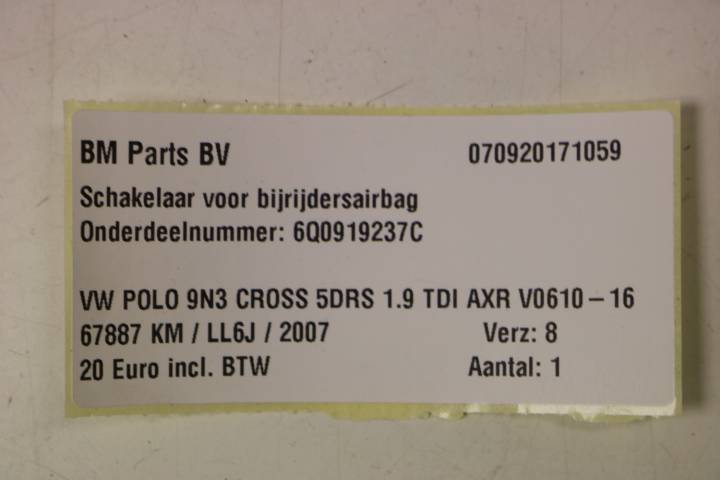 BM Parts BV 070920171059
Schakelaar voor bijrijdersairbag
Onderdeelnummer: 6Q0919237C
VW POLO 9N3 CROSS 5DRS 1.9 TDI AXR V0610-16
67887 KM / LL6J / 2007 Verz: 8
20 Euro incl. BTW Aantal: 1